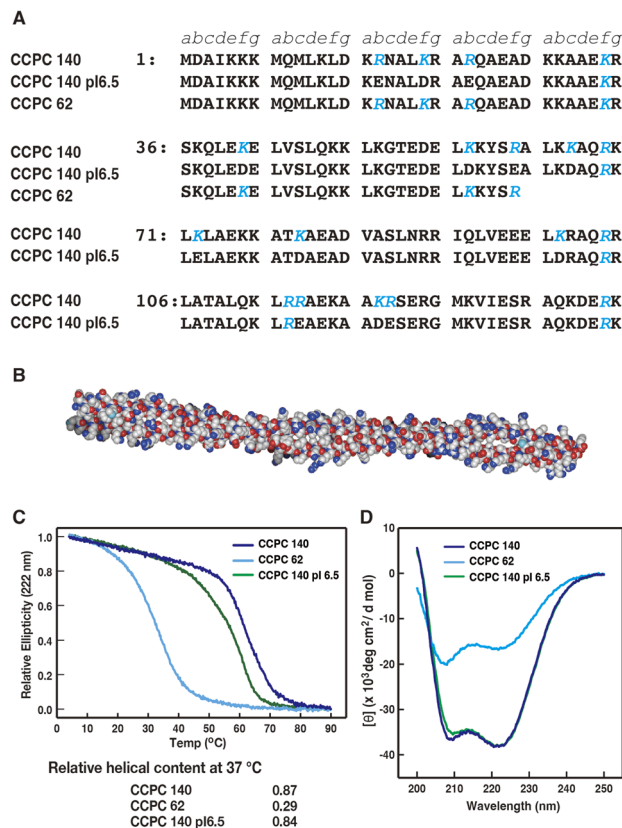 A
abcdefg abcdefg abcdefg abcdefg abcdefg
CCPC 140 1: MDAIKKK MQMLKLD KRNALKR ARQAEAD KKAAEKR
CCPC 140 pI6.5 MDAIKKK MQMLKLD KENALDR AEQAEAD KKAAEKR
CCPC 62 MDAIKKK MQMLKLD KRNALKR ARQAEAD KKAAEKR
CCPC 140 36: SKQLEKE LVSLQKK LKGTEDE LKKYSRA LKKAQRK
CCPC 140 pI6.5 SKQLEDE LVSLQKK LKGTEDE LDKYSEA LKDAQRK
CCPC 62 SKQLEKE LVSLQKK LKGTEDE LKKYSR
CCPC 140 71: LKLAEKK ATKAEAD VASLNRR IQLVEEE LKRAQRR
CCPC 140 pI6.5 LELAEKK ATDAEAD VASLNRR IQLVEEE LDRAQRR
CCPC 140 106: LATALQK LRRAEKA AKRSERG MKVIESR AQKDERK
CCPC 140 pI6.5 LATALQK LREAEKA ADESERG MKVIESR AQKDERK
B
C
CCPC 140
CCPC 62
CCPC 140 pI 6.5
Relative Ellipticity (222 nm)
1.0
0.8
0.6
0.4
0.2
0
0 10 20 30 40 50 60 70 80 90
Temp (°C)
Relative helical content at 37 °C
CCPC 140 0.87
CCPC 62 0.29
CCPC 140 pI6.5 0.84
D
CCPC 140
CCPC 62
CCPC 140 pI 6.5
[θ] (x 10³deg cm²/ d mol)
10
0
-10
-20
-30
-40
200 210 220 230 240 250
Wavelength (nm)